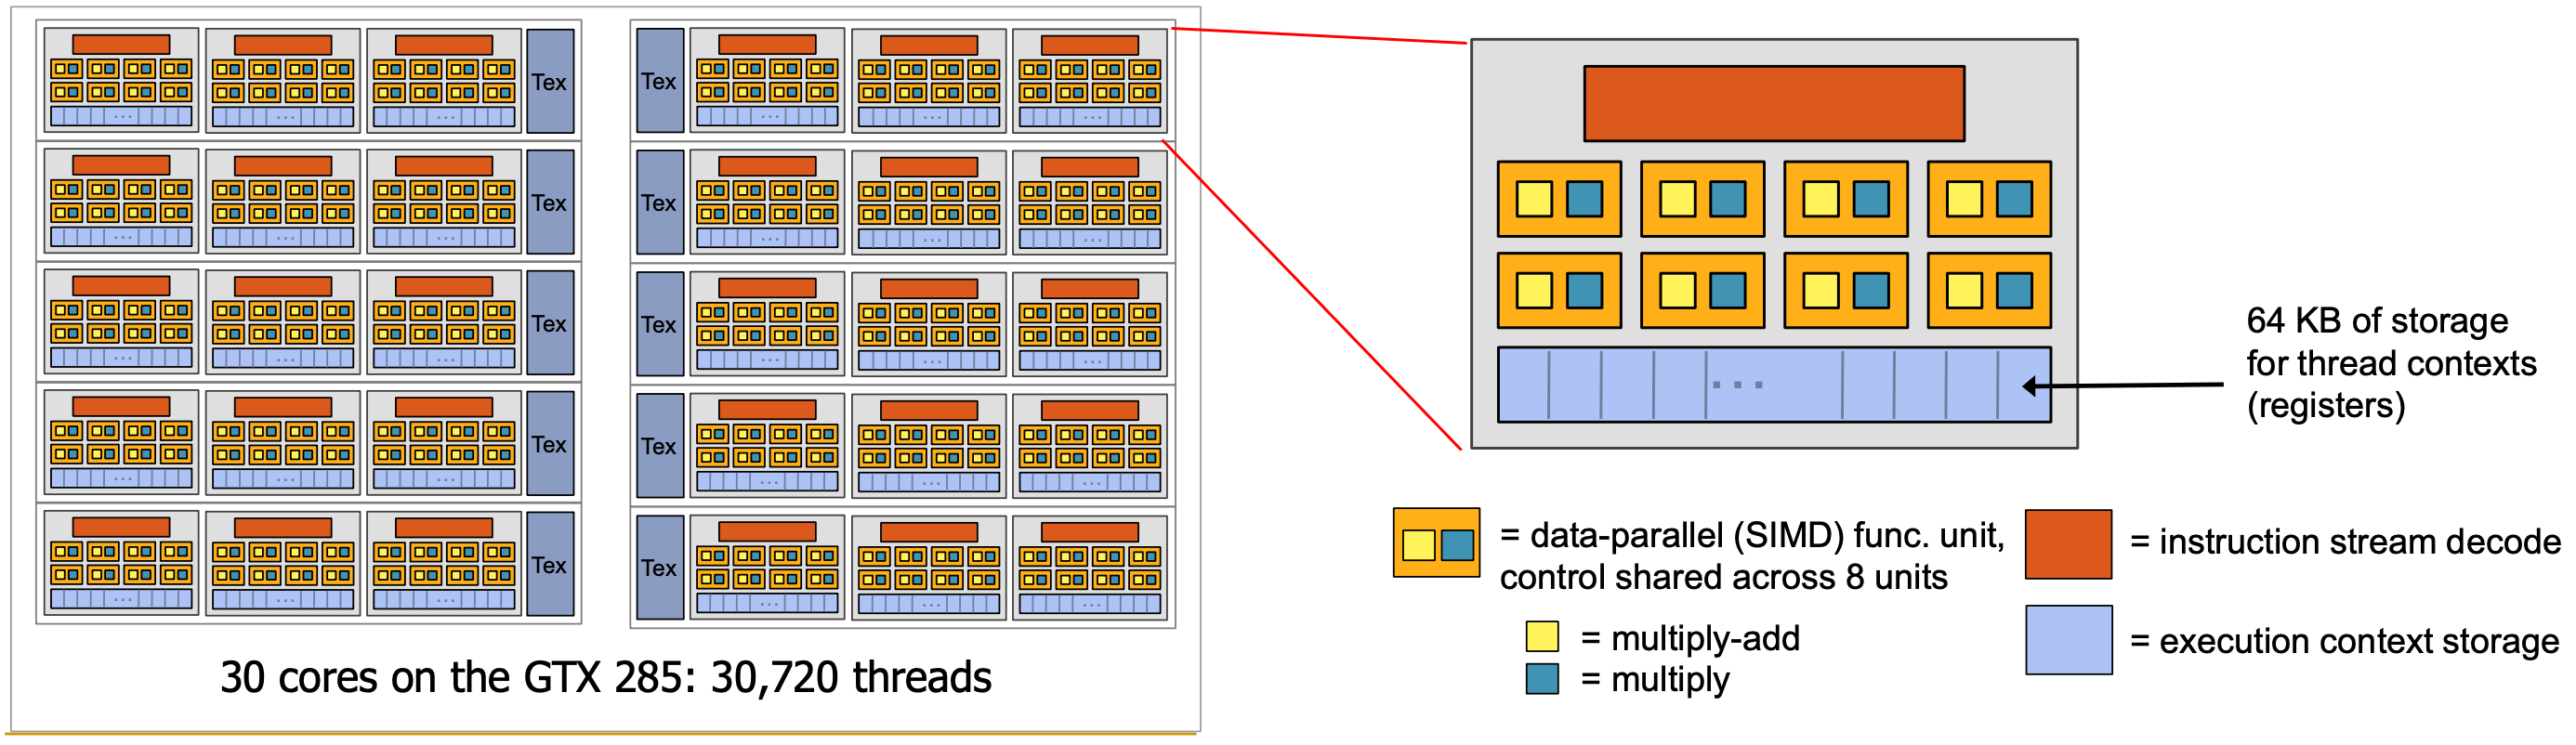 Tex
Tex
Tex
Tex
Tex
Tex
Tex
Tex
Tex
Tex
30 cores on the GTX 285: 30,720 threads
64 KB of storage
for thread contexts
(registers)
= data-parallel (SIMD) func. unit,
control shared across 8 units
= multiply-add
= multiply
= instruction stream decode
= execution context storage